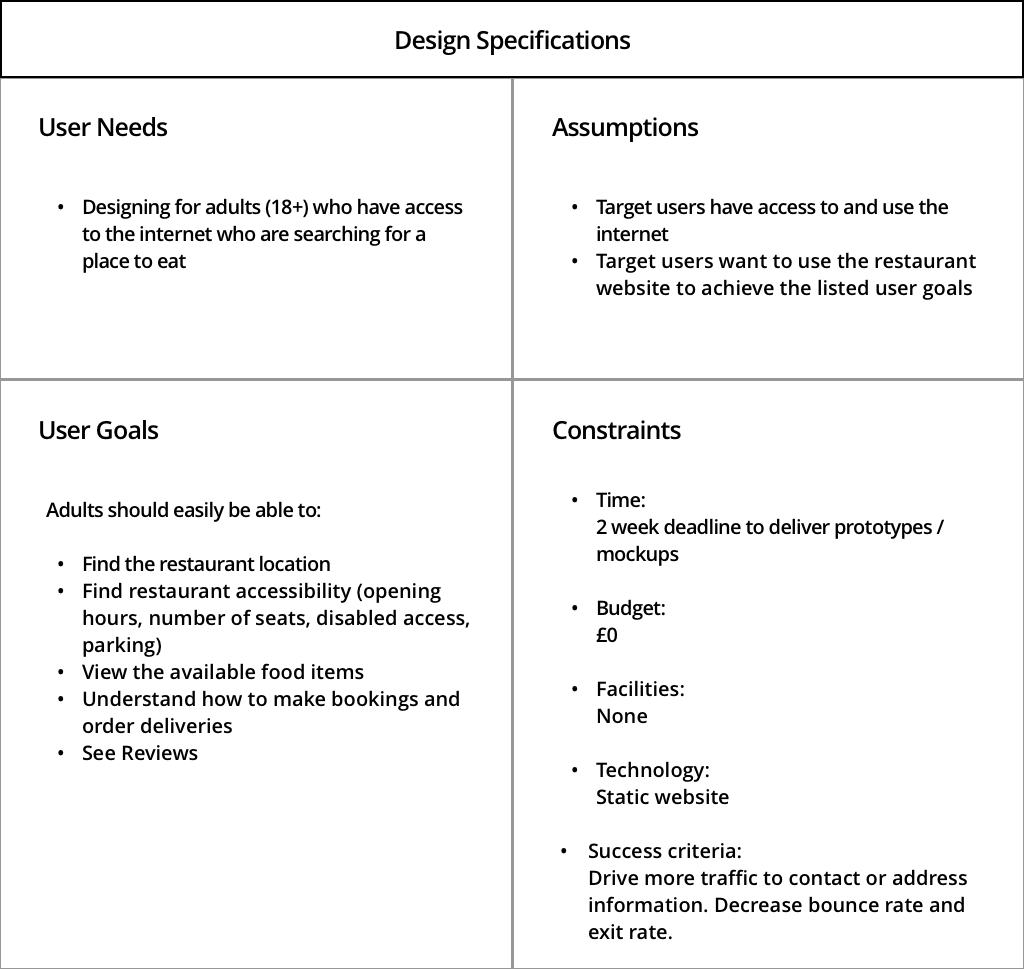 Design Specifications
User Needs
• Designing for adults (18+) who have access
to the internet who are searching for a
place to eat
Assumptions
• Target users have access to and use the
internet
• Target users want to use the restaurant
website to achieve the listed user goals
User Goals
Adults should easily be able to:
• Find the restaurant location
• Find restaurant accessibility (opening
hours, number of seats, disabled access,
parking)
• View the available food items
• Understand how to make bookings and
order deliveries
• See Reviews
Constraints
• Time:
2 week deadline to deliver prototypes /
mockups
• Budget:
£0
• Facilities:
None
• Technology:
Static website
• Success criteria:
Drive more traffic to contact or address
information. Decrease bounce rate and
exit rate.